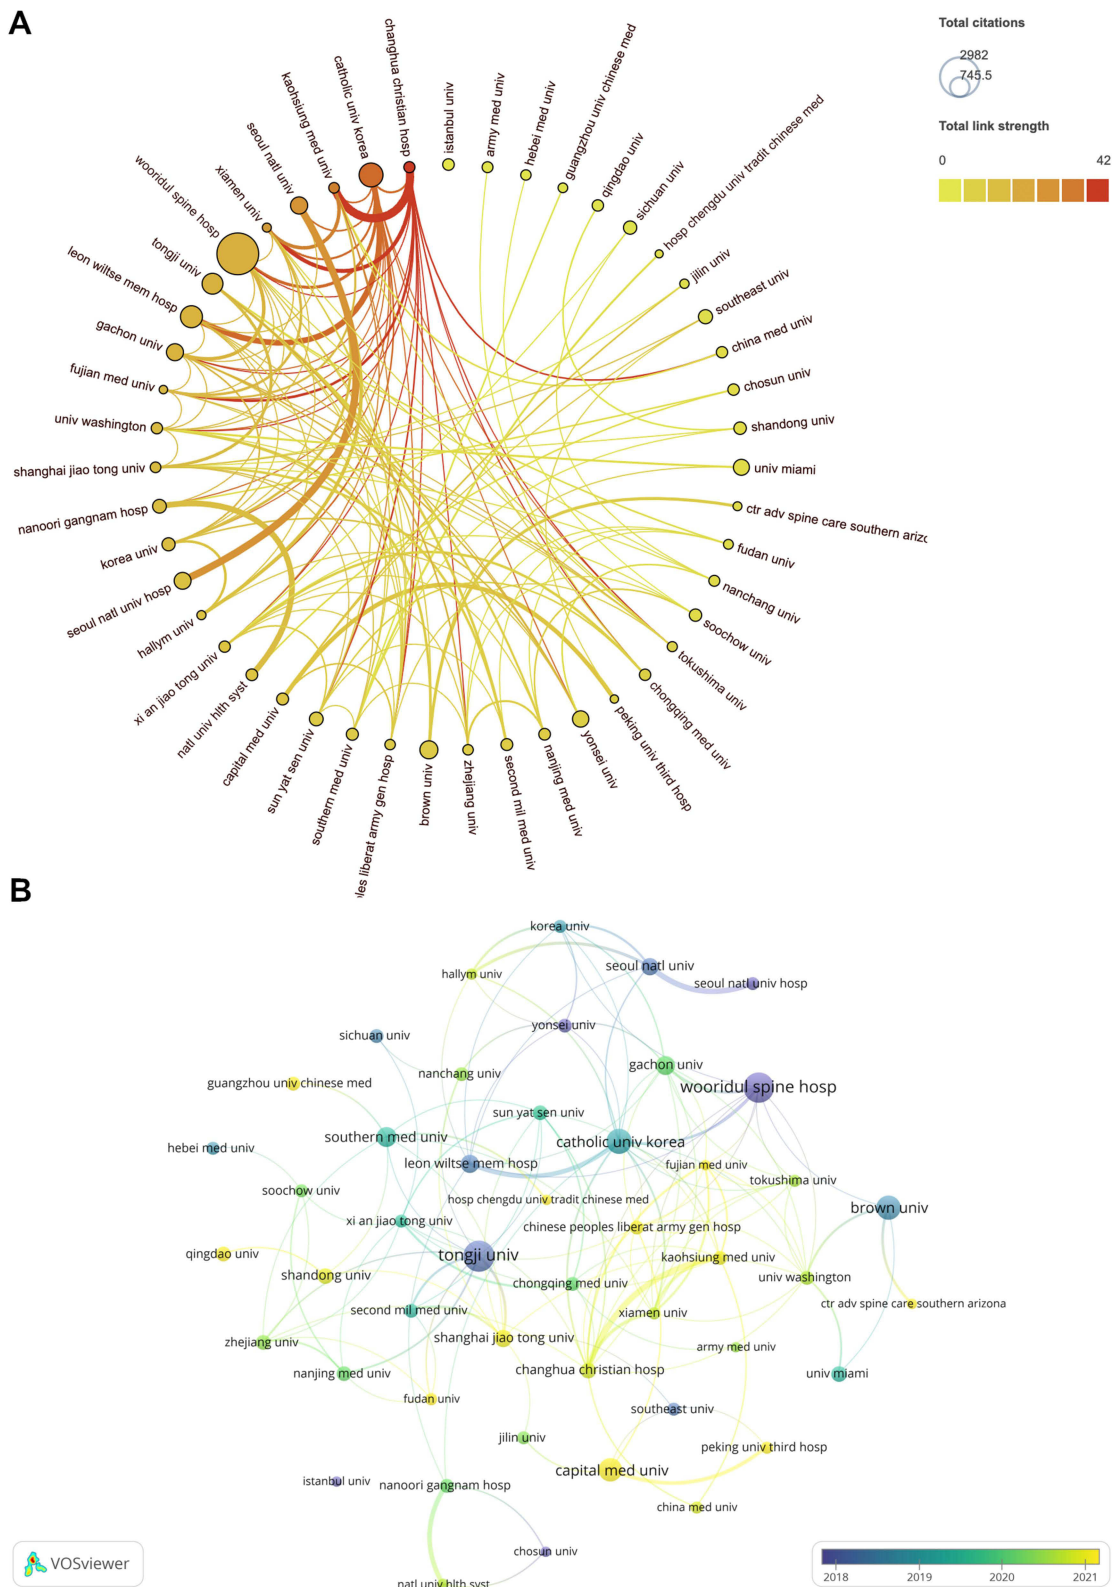 A
Total citations
2982
745.5
Total link strength
0
42
changhua christian hosp
catholic univ korea
kaohsiung med univ
seoul natl univ
xiamen univ
wooridul spine hosp
tongji univ
leon wiltse mem hosp
gachon univ
fujian med univ
univ washington
shanghai jiao tong univ
nanoori gangnam hosp
korea univ
seoul natl univ hosp
hallym univ
xi an jiao tong univ
natl univ hlth syst
capital med univ
sun yat sen univ
southern med univ
les liberat army gen hosp
brown univ
zhejiang univ
second mil med univ
nanjing med univ
yonsei univ
peking univ third hosp
chongqing med univ
tokushima univ
soochow univ
nanchang univ
fudan univ
ctr adv spine care southern arizo
univ miami
shandong univ
chosun univ
china med univ
southeast univ
jilin univ
hosp chengdu univ tradit chinese med
sichuan univ
qingdao univ
guangzhou univ chinese med
hebei med univ
army med univ
istanbul univ
B
korea univ
seoul natl univ
hallym univ
seoul natl univ hosp
yonsei univ
sichuan univ
gachon univ
nanchang univ
guangzhou univ chinese med
wooridul spine hosp
sun yat sen univ
southern med univ
catholic univ korea
hebei med univ
leon wiltse mem hosp
fujian med univ
tokushima univ
soochow univ
hosp chengdu univ tradit chinese med
brown univ
xi an jiao tong univ
chinese peoples liberat army gen hosp
qingdao univ
tongji univ
kaohsiung med univ
shandong univ
chongqing med univ
univ washington
ctr adv spine care southern arizona
second mil med univ
xiamen univ
shanghai jiao tong univ
zhejiang univ
army med univ
nanjing med univ
changhua christian hosp
univ miami
fudan univ
southeast univ
jilin univ
peking univ third hosp
capital med univ
istanbul univ
nanoori gangnam hosp
china med univ
chosun univ
natl univ hlth syst
VOSviewer
2018
2019
2020
2021